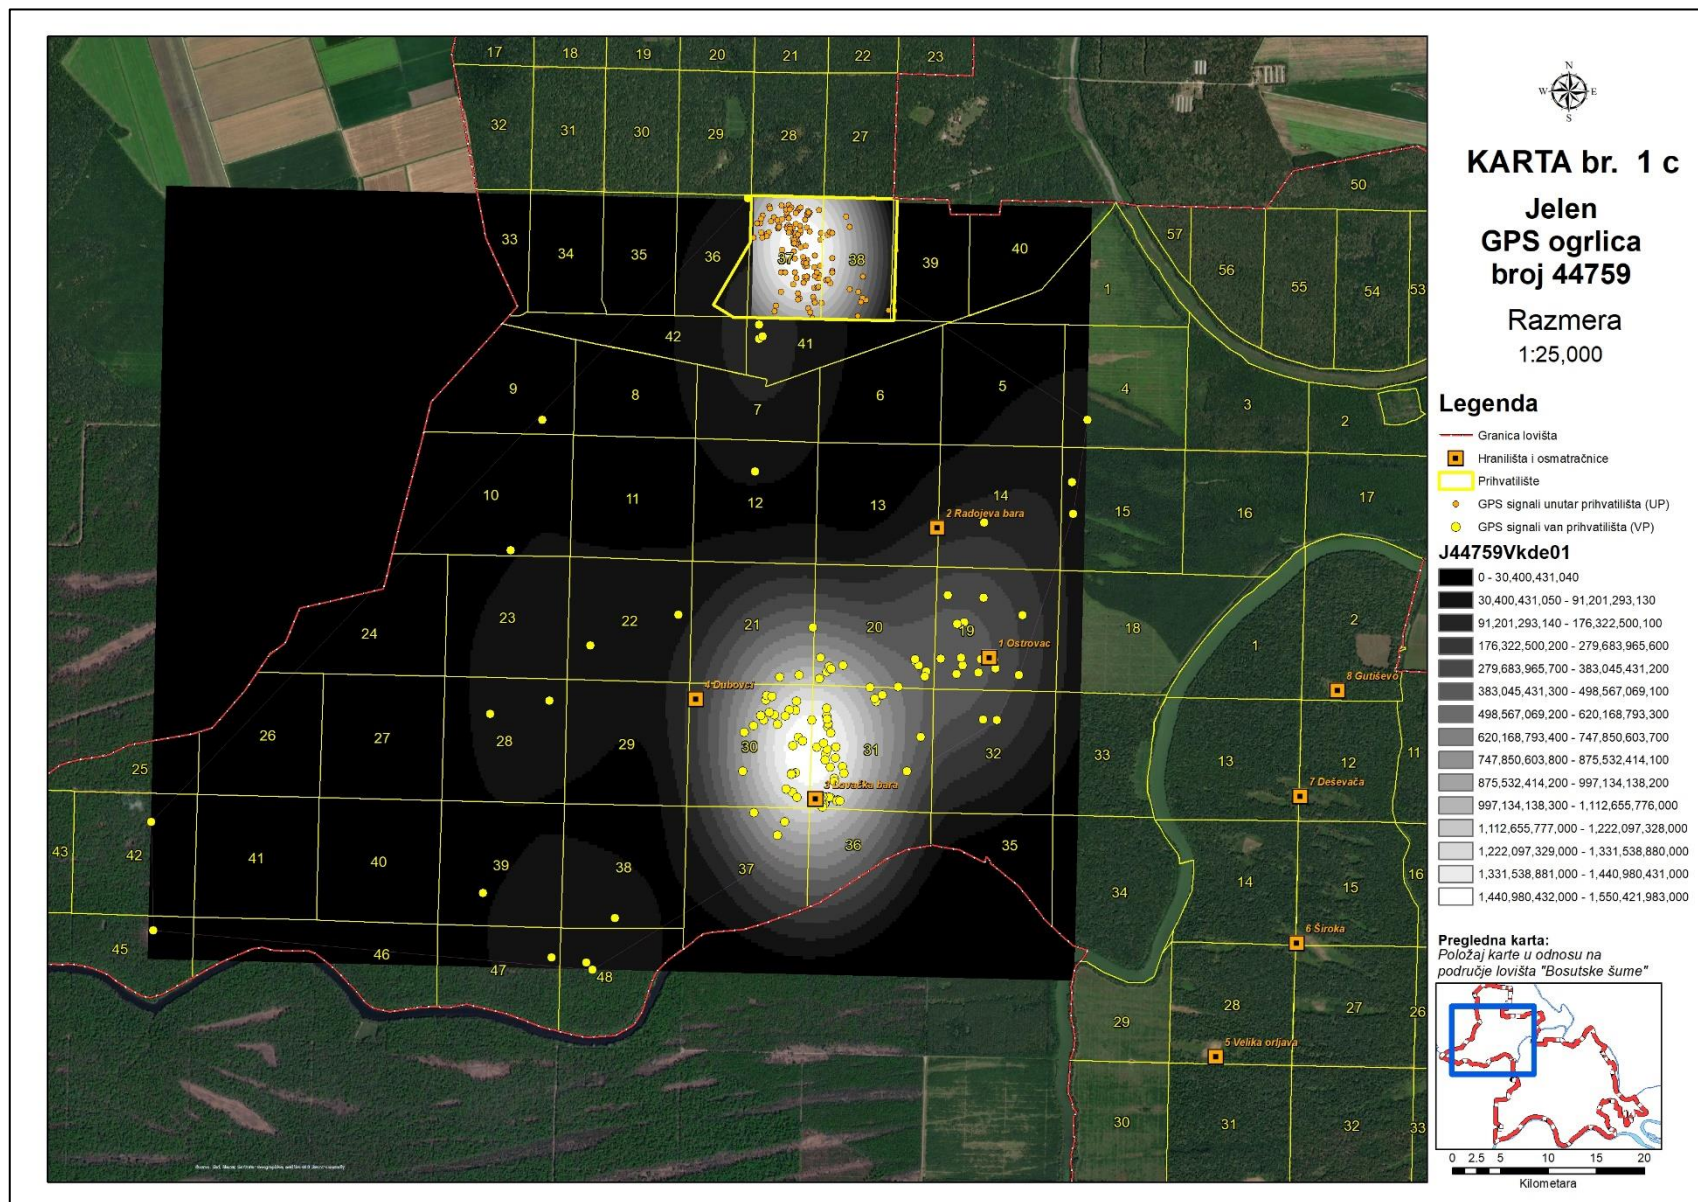 17
18
19
20
21
22
23
32
31
30
29
28
27
33
34
35
36
37
38
39
40
50
57
56
55
54
53
1
42
41
9
8
7
6
5
4
3
2
10
11
12
13
14
15
16
17
2 Radojeva bara
24
23
22
21
20
19
18
1
2
1 Ostrovac
4 Dubovci
8 Gutiševo
26
27
28
29
30
31
32
33
13
12
11
25
3 Lovačka bara
7 Deševača
43
42
41
40
39
38
37
36
35
34
14
15
16
45
46
47
48
6 Široka
29
28
27
26
5 Velika orljava
30
31
32
33
N
W
E
S
KARTA br. 1 c
Jelen
GPS ogrlica
broj 44759
Razmera
1:25,000
Legenda
Granica lovišta
Hranilišta i osmatračnice
Prihvatilište
GPS signali unutar prihvatilišta (UP)
GPS signali van prihvatilišta (VP)
J44759Vkde01
0 - 30,400,431,040
30,400,431,050 - 91,201,293,130
91,201,293,140 - 176,322,500,100
176,322,500,200 - 279,683,965,600
279,683,965,700 - 383,045,431,200
383,045,431,300 - 498,567,069,100
498,567,069,200 - 620,168,793,300
620,168,793,400 - 747,850,603,700
747,850,603,800 - 875,532,414,100
875,532,414,200 - 997,134,138,200
997,134,138,300 - 1,112,655,776,000
1,112,655,777,000 - 1,222,097,328,000
1,222,097,329,000 - 1,331,538,880,000
1,331,538,881,000 - 1,440,980,431,000
1,440,980,432,000 - 1,550,421,983,000
Pregledna karta:
Položaj karte u odnosu na
područje lovišta "Bosutske šume"
0 2.5 5 10 15 20
Kilometara